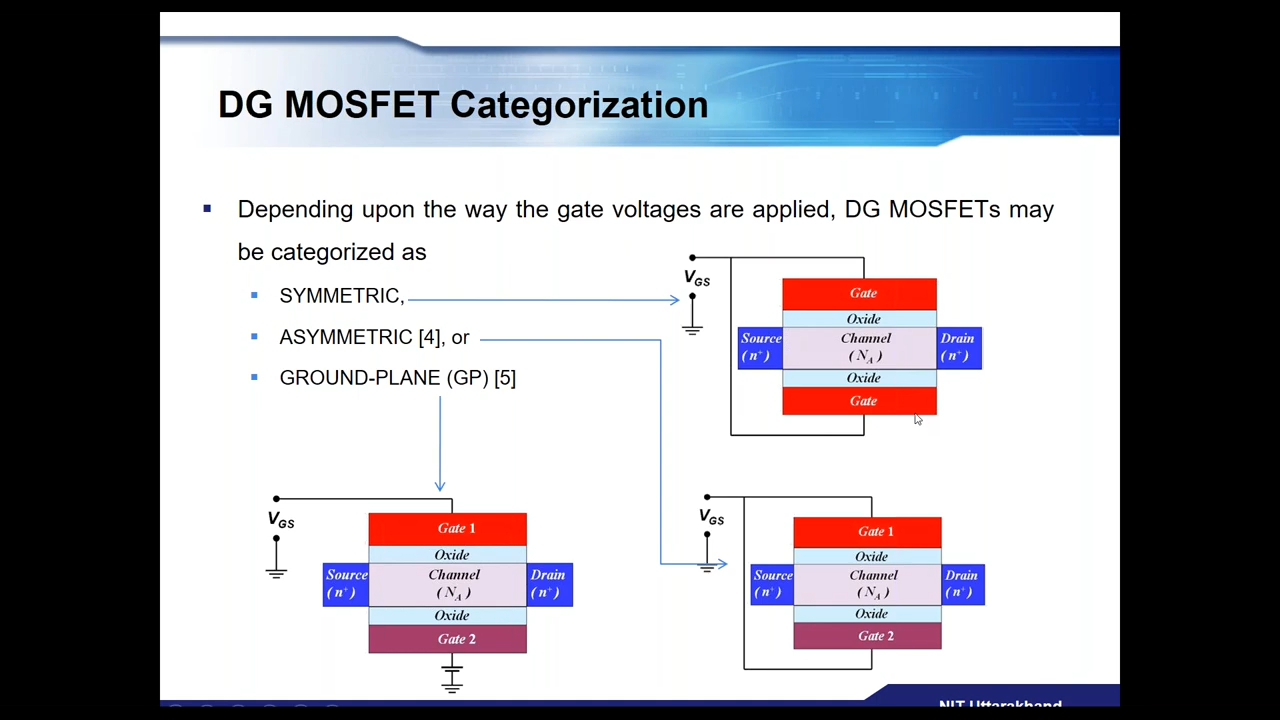 DG MOSFET Categorization
Depending upon the way the gate voltages are applied, DG MOSFETs may
be categorized as
SYMMETRIC,
ASYMMETRIC [4], or
GROUND-PLANE (GP) [5]
VGS
Gate
Oxide
Source
(n+)
Channel
(NA)
Drain
(n+)
Oxide
Gate
VGS
Gate 1
Oxide
Source
(n+)
Channel
(NA)
Drain
(n+)
Oxide
Gate 2
VGS
Gate 1
Oxide
Source
(n+)
Channel
(NA)
Drain
(n+)
Oxide
Gate 2
NIT Uttarakhand